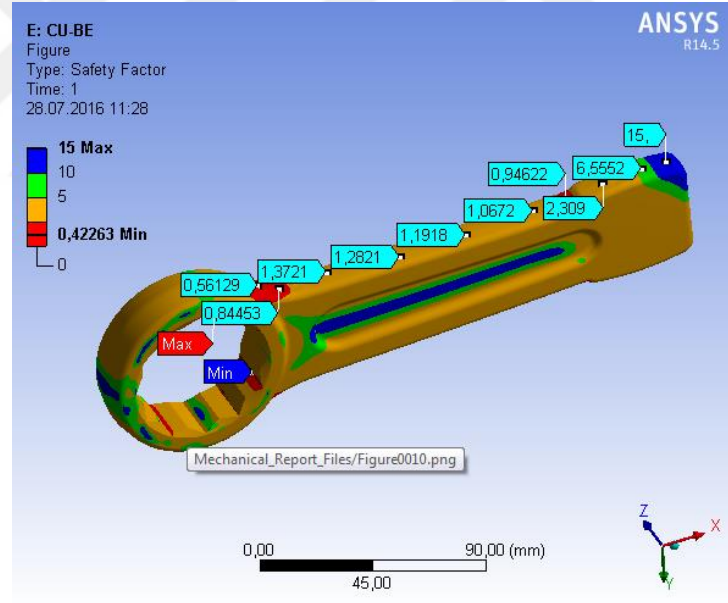 E: CU-BE
Figure
Type: Safety Factor
Time: 1
28.07.2016 11:28
ANSYS
R14.5
15 Max
10
5
0,42263 Min
0
15,
0,94622
6,5552
1,0672
2,309
1,1918
1,2821
1,3721
0,56129
0,84453
Max
Min
Mechanical_Report_Files/Figure0010.png
0,00
90,00 (mm)
45,00
Z
X
Y